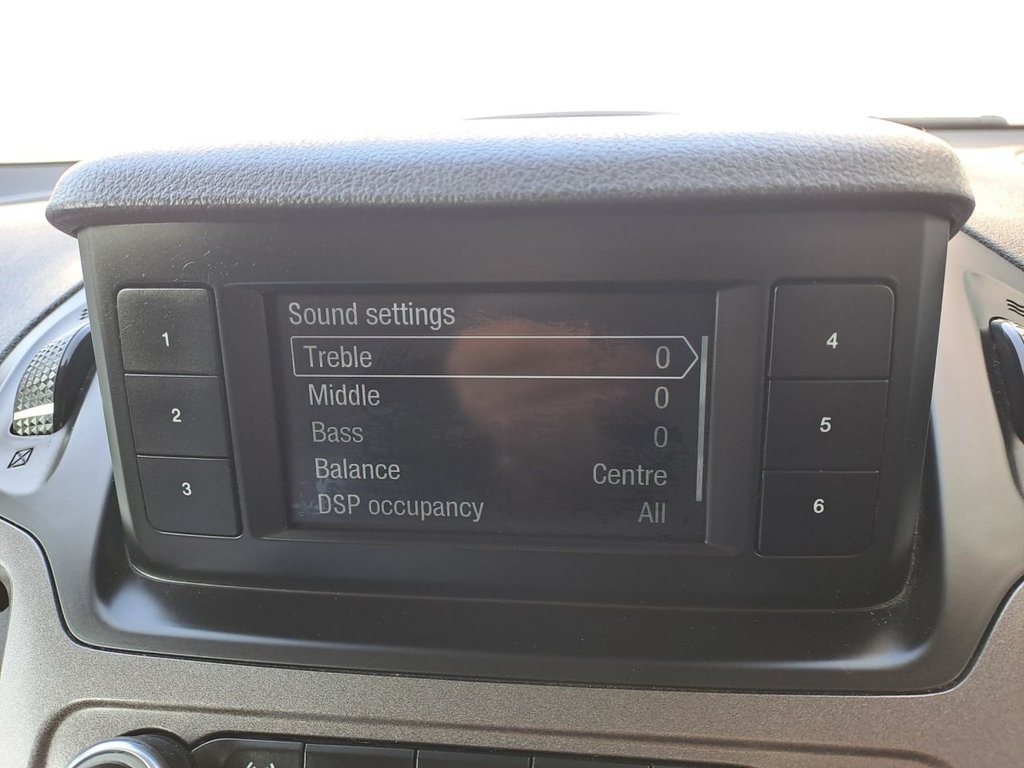 Sound settings
Treble 0
Middle 0
Bass 0
Balance Centre
DSP occupancy All
1
2
3
4
5
6